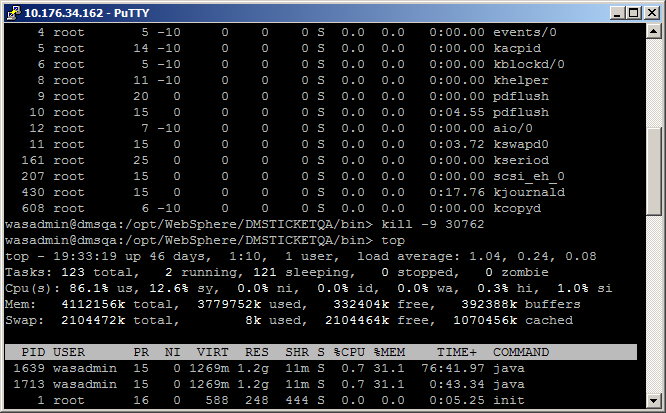 10.176.34.162 - PuTTY
4 root 5 -10 0 0 0 S 0.0 0.0 0:00.00 events/0
5 root 14 -10 0 0 0 S 0.0 0.0 0:00.00 kacpid
6 root 5 -10 0 0 0 S 0.0 0.0 0:00.00 kblockd/0
8 root 11 -10 0 0 0 S 0.0 0.0 0:00.00 khelper
9 root 20 0 0 0 0 S 0.0 0.0 0:00.00 pdflush
10 root 15 0 0 0 0 S 0.0 0.0 0:04.55 pdflush
12 root 7 -10 0 0 0 S 0.0 0.0 0:00.00 aio/0
11 root 15 0 0 0 0 S 0.0 0.0 0:03.72 kswapd0
161 root 25 0 0 0 0 S 0.0 0.0 0:00.00 kseriod
207 root 15 0 0 0 0 S 0.0 0.0 0:00.00 scsi_eh_0
430 root 15 0 0 0 0 S 0.0 0.0 0:17.76 kjournald
608 root 6 -10 0 0 0 S 0.0 0.0 0:00.00 kcopyd
wasadmin@dmsqa:/opt/WebSphere/DMSTICKETQA/bin> kill -9 30762
wasadmin@dmsqa:/opt/WebSphere/DMSTICKETQA/bin> top
top - 19:33:19 up 46 days, 1:10, 1 user, load average: 1.04, 0.24, 0.08
Tasks: 123 total, 2 running, 121 sleeping, 0 stopped, 0 zombie
Cpu(s): 86.1% us, 12.6% sy, 0.0% ni, 0.0% id, 0.0% wa, 0.3% hi, 1.0% si
Mem: 4112156k total, 3779752k used, 332404k free, 392388k buffers
Swap: 2104472k total, 8k used, 2104464k free, 1070456k cached
PID USER PR NI VIRT RES SHR S %CPU %MEM TIME+ COMMAND
1639 wasadmin 15 0 1269m 1.2g 11m S 0.7 31.1 76:41.97 java
1713 wasadmin 15 0 1269m 1.2g 11m S 0.7 31.1 0:43.34 java
1 root 16 0 588 248 444 S 0.0 0.0 0:05.25 init